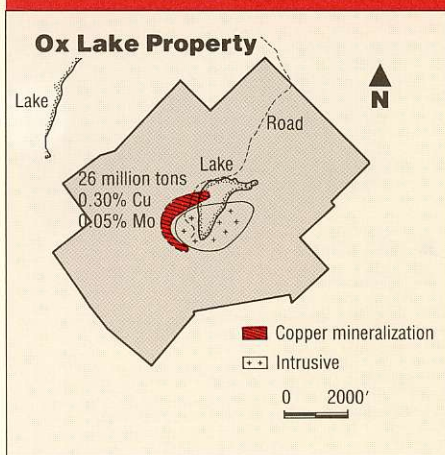 Ox Lake Property
Lake
N
Road
Lake
26 million tons
0.30% Cu
0.05% Mo
Copper mineralization
Intrusive
0 2000'